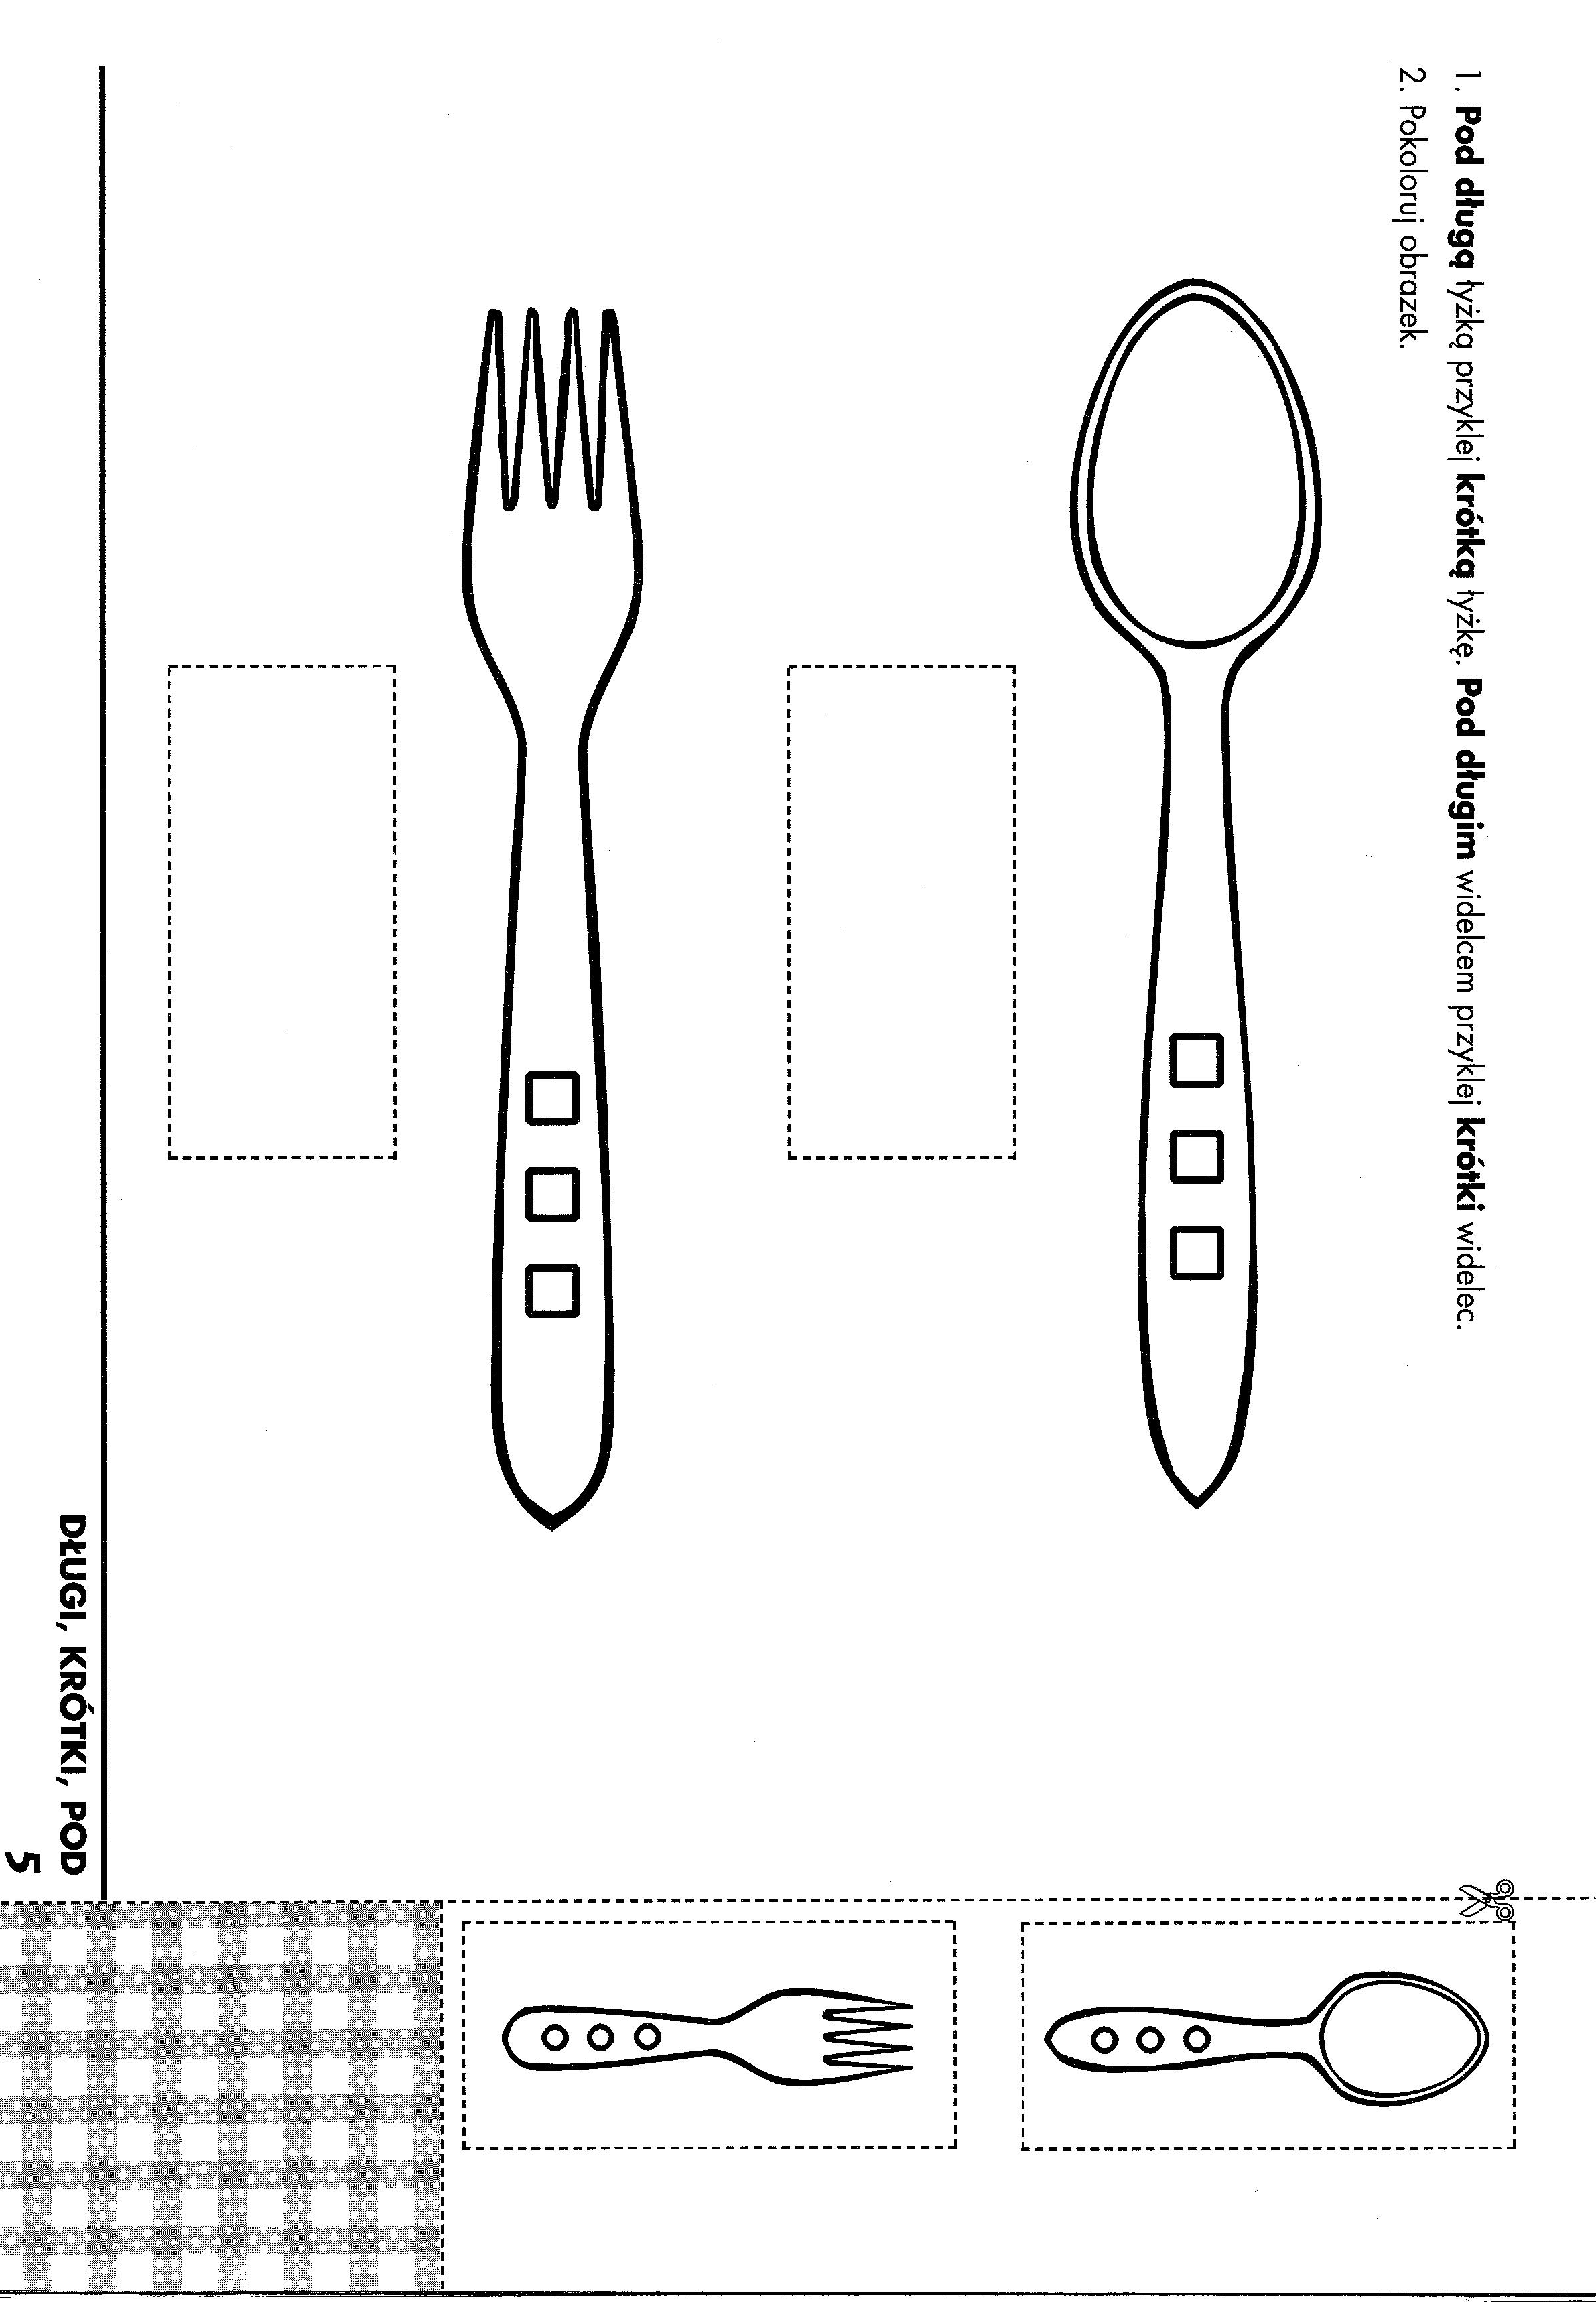 1. Pod długą łyżką przyklej krótką łyżkę. Pod długim widelcem przyklej krótki widelec.
2. Pokoloruj obrazek.
DŁUGI, KRÓTKI, POD
5